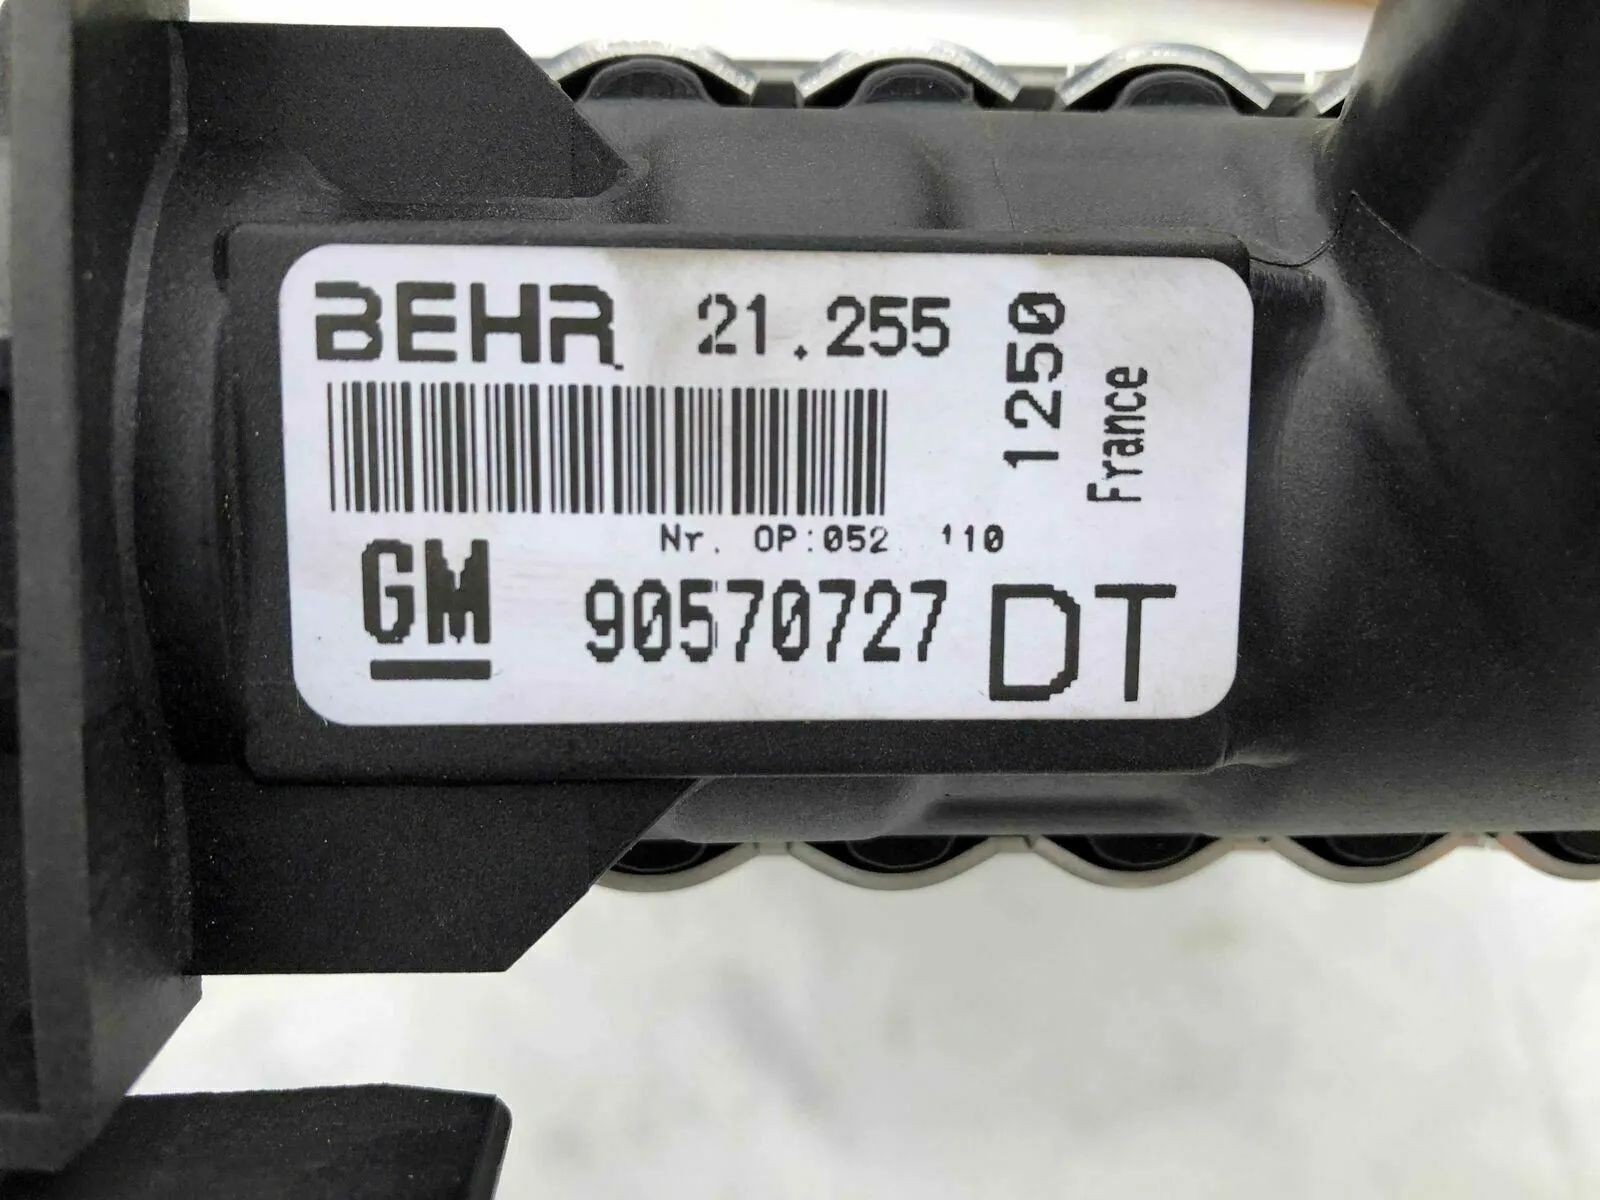 BEHR 21.255
1250
France
Nr. OP:052 110
GM 90570727 DT